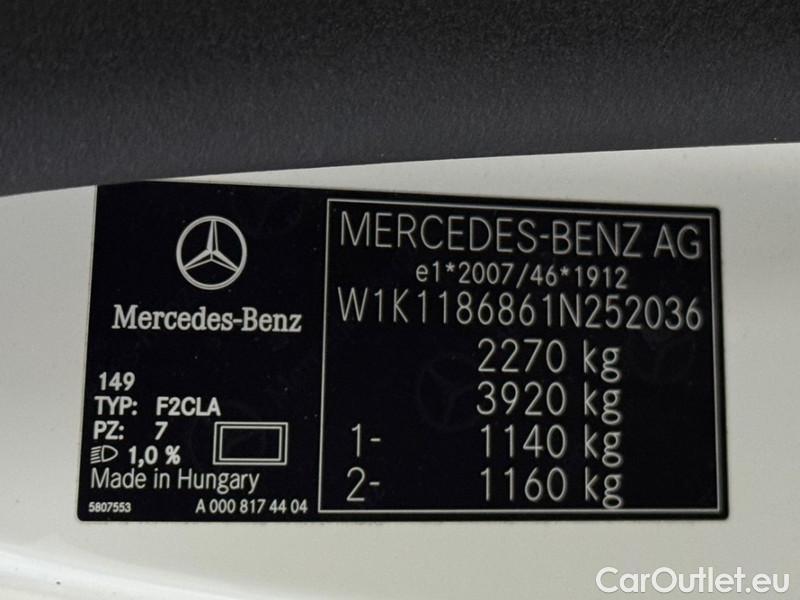 Mercedes-Benz
149
TYP: F2CLA
PZ: 7
1,0 %
Made in Hungary
5807553 A 000 817 44 04
MERCEDES-BENZ AG
e1*2007/46*1912
W1K1186861N252036
2270 kg
3920 kg
1- 1140 kg
2- 1160 kg
CarOutlet.eu